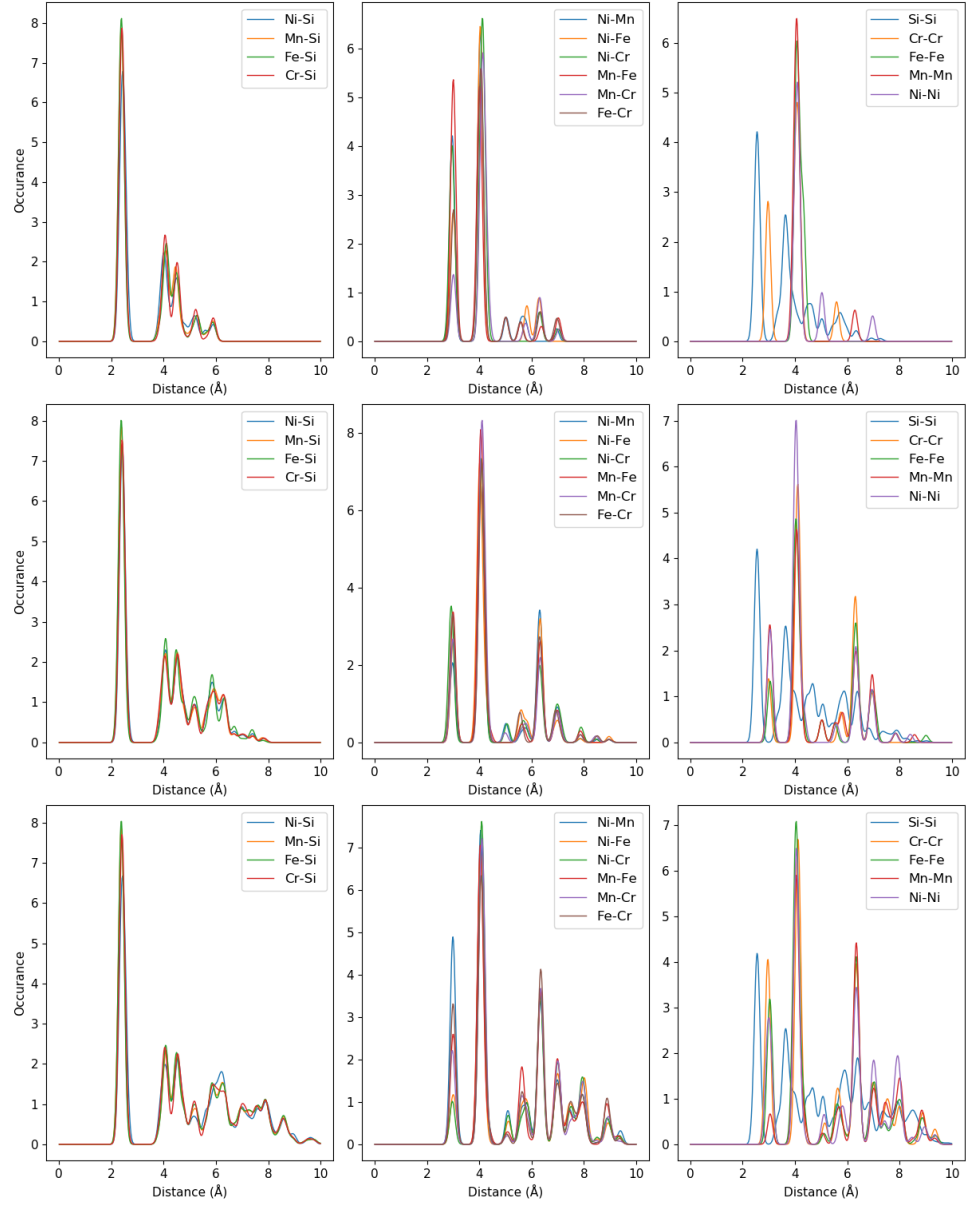 Ni-Si
Mn-Si
Fe-Si
Cr-Si
8
7
6
5
4
3
2
1
0
Occurance
0 2 4 6 8 10
Distance (Å)
Ni-Mn
Ni-Fe
Ni-Cr
Mn-Fe
Mn-Cr
Fe-Cr
6
5
4
3
2
1
0
0 2 4 6 8 10
Distance (Å)
Si-Si
Cr-Cr
Fe-Fe
Mn-Mn
Ni-Ni
6
5
4
3
2
1
0
0 2 4 6 8 10
Distance (Å)
Ni-Si
Mn-Si
Fe-Si
Cr-Si
8
7
6
5
4
3
2
1
0
Occurance
0 2 4 6 8 10
Distance (Å)
Ni-Mn
Ni-Fe
Ni-Cr
Mn-Fe
Mn-Cr
Fe-Cr
8
6
4
2
0
0 2 4 6 8 10
Distance (Å)
Si-Si
Cr-Cr
Fe-Fe
Mn-Mn
Ni-Ni
7
6
5
4
3
2
1
0
0 2 4 6 8 10
Distance (Å)
Ni-Si
Mn-Si
Fe-Si
Cr-Si
8
7
6
5
4
3
2
1
0
Occurance
0 2 4 6 8 10
Distance (Å)
Ni-Mn
Ni-Fe
Ni-Cr
Mn-Fe
Mn-Cr
Fe-Cr
7
6
5
4
3
2
1
0
0 2 4 6 8 10
Distance (Å)
Si-Si
Cr-Cr
Fe-Fe
Mn-Mn
Ni-Ni
7
6
5
4
3
2
1
0
0 2 4 6 8 10
Distance (Å)